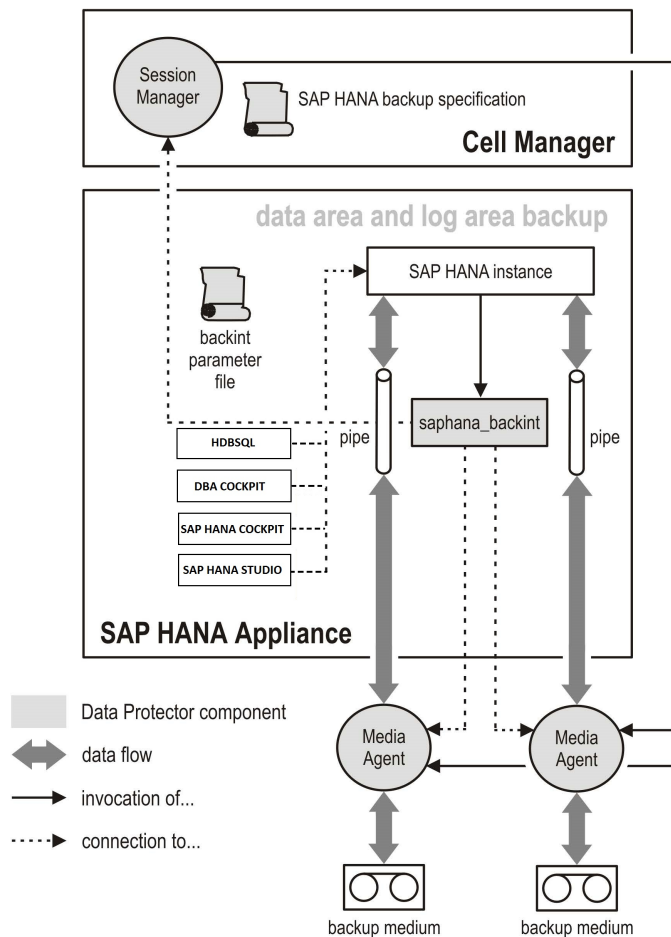 Session
Manager
SAP HANA backup specification
Cell Manager
data area and log area backup
SAP HANA instance
backint
parameter
file
pipe
saphana_backint
pipe
HDBSQL
DBA COCKPIT
SAP HANA COCKPIT
SAP HANA STUDIO
SAP HANA Appliance
Data Protector component
data flow
invocation of...
connection to...
Media
Agent
Media
Agent
backup medium
backup medium